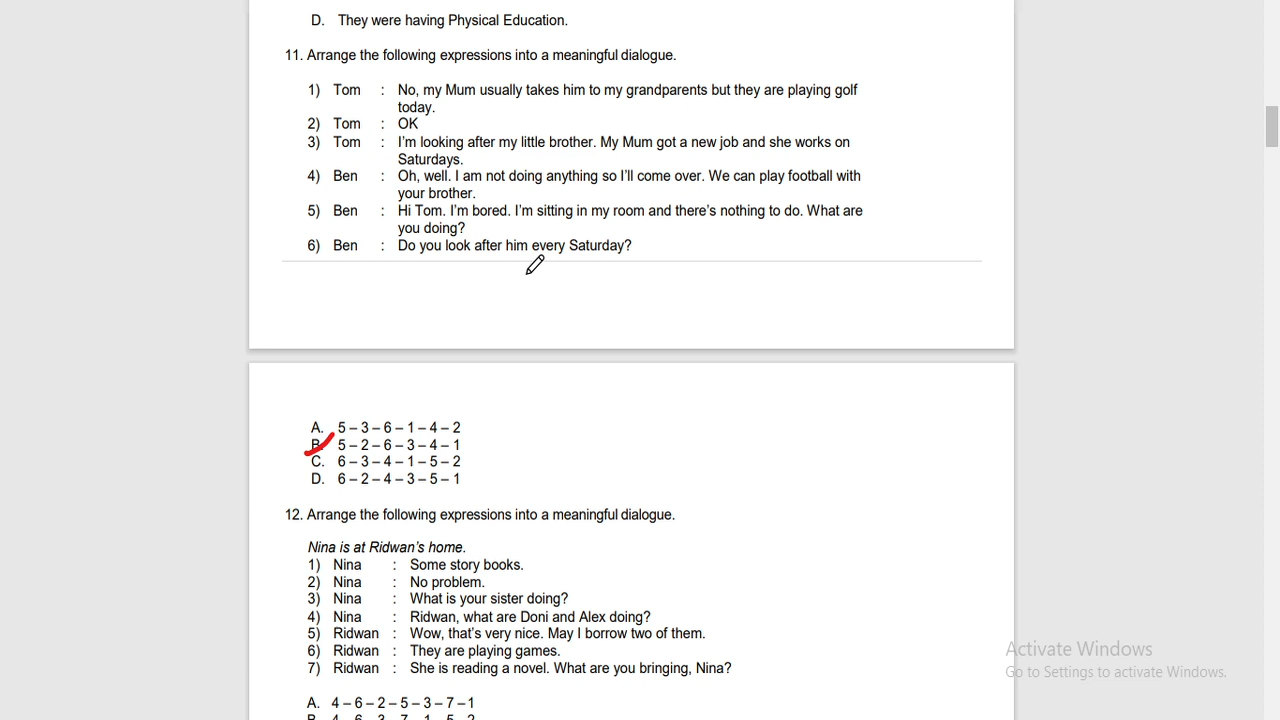 D. They were having Physical Education.
11. Arrange the following expressions into a meaningful dialogue.
1) Tom : No, my Mum usually takes him to my grandparents but they are playing golf
today.
2) Tom : OK
3) Tom : I'm looking after my little brother. My Mum got a new job and she works on
Saturdays.
4) Ben : Oh, well. I am not doing anything so I'll come over. We can play football with
your brother.
5) Ben : Hi Tom. I'm bored. I'm sitting in my room and there's nothing to do. What are
you doing?
6) Ben : Do you look after him every Saturday?
A. 5 – 3 – 6 – 1 – 4 – 2
B. 5 – 2 – 6 – 3 – 4 – 1
C. 6 – 3 – 4 – 1 – 5 – 2
D. 6 – 2 – 4 – 3 – 5 – 1
12. Arrange the following expressions into a meaningful dialogue.
Nina is at Ridwan's home.
1) Nina : Some story books.
2) Nina : No problem.
3) Nina : What is your sister doing?
4) Nina : Ridwan, what are Doni and Alex doing?
5) Ridwan : Wow, that's very nice. May I borrow two of them.
6) Ridwan : They are playing games.
7) Ridwan : She is reading a novel. What are you bringing, Nina?
A. 4 – 6 – 2 – 5 – 3 – 7 – 1
B. 4 – 6 – 3 – 7 – 1 – 5 – 2
Activate Windows
Go to Settings to activate Windows.